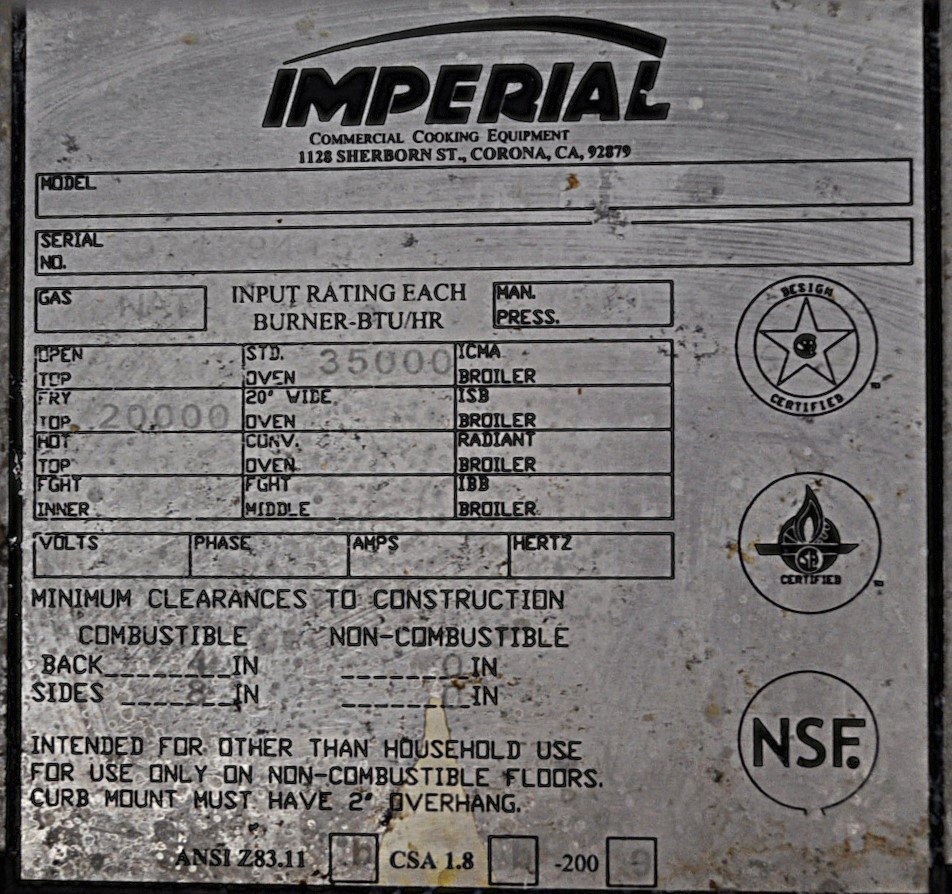 IMPERIAL
COMMERCIAL COOKING EQUIPMENT
1128 SHERBORN ST., CORONA, CA, 92879
MODEL
SERIAL
NO.
GAS NAT
INPUT RATING EACH
BURNER-BTU/HR
MAN.
PRESS.
OPEN
TOP
STD.
OVEN
35000
ICMA
BROILER
FRY
TOP
20000
20" WIDE
OVEN
ISB
BROILER
HOT
TOP
CONV.
OVEN
RADIANT
BROILER
FGHT
INNER
FGHT
MIDDLE
IBB
BROILER
VOLTS PHASE AMPS HERTZ
MINIMUM CLEARANCES TO CONSTRUCTION
COMBUSTIBLE NON-COMBUSTIBLE
BACK 4 IN 0 IN
SIDES 8 IN IN
INTENDED FOR OTHER THAN HOUSEHOLD USE
FOR USE ONLY ON NON-COMBUSTIBLE FLOORS.
CURB MOUNT MUST HAVE 2" OVERHANG.
ANSI Z83.11 CSA 1.8 -200
DESIGN
CERTIFIED
CERTIFIED
NSF.